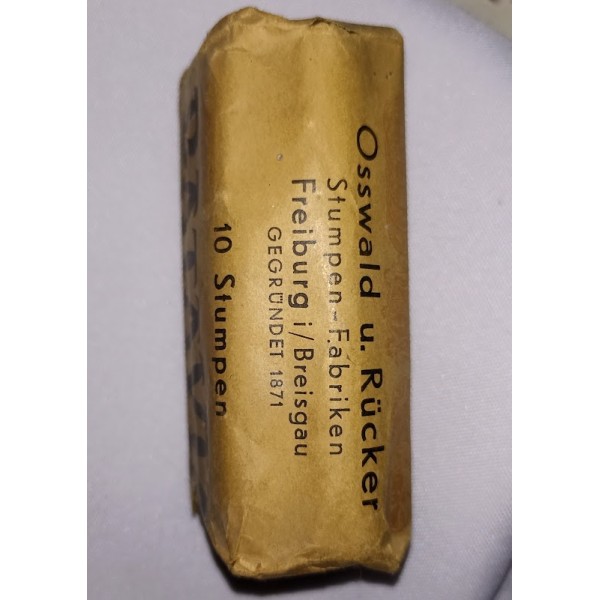 Osswald u. Rücker
Stumpen-Fabriken
Freiburg i/Breisgau
GEGRÜNDET 1871
10 Stumpen